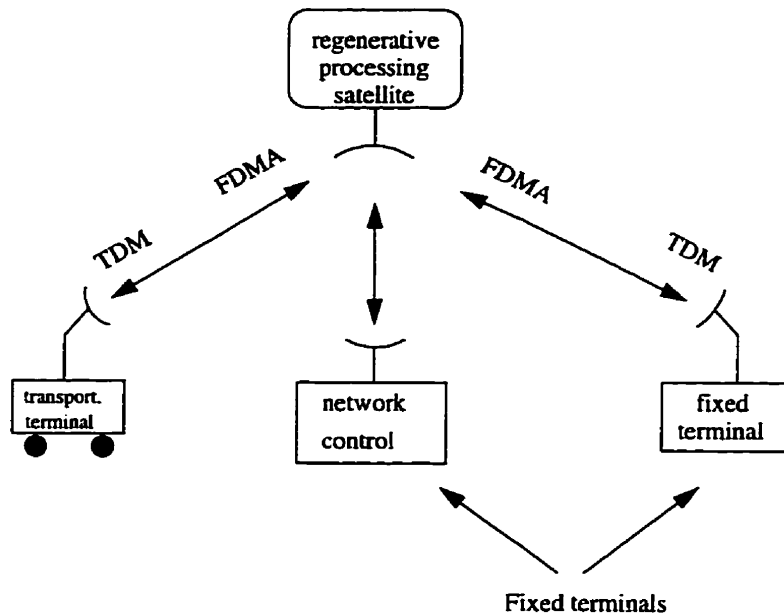 regenerative
processing
satellite
FDMA
FDMA
TDM
TDM
transport.
terminal
network
control
fixed
terminal
Fixed terminals